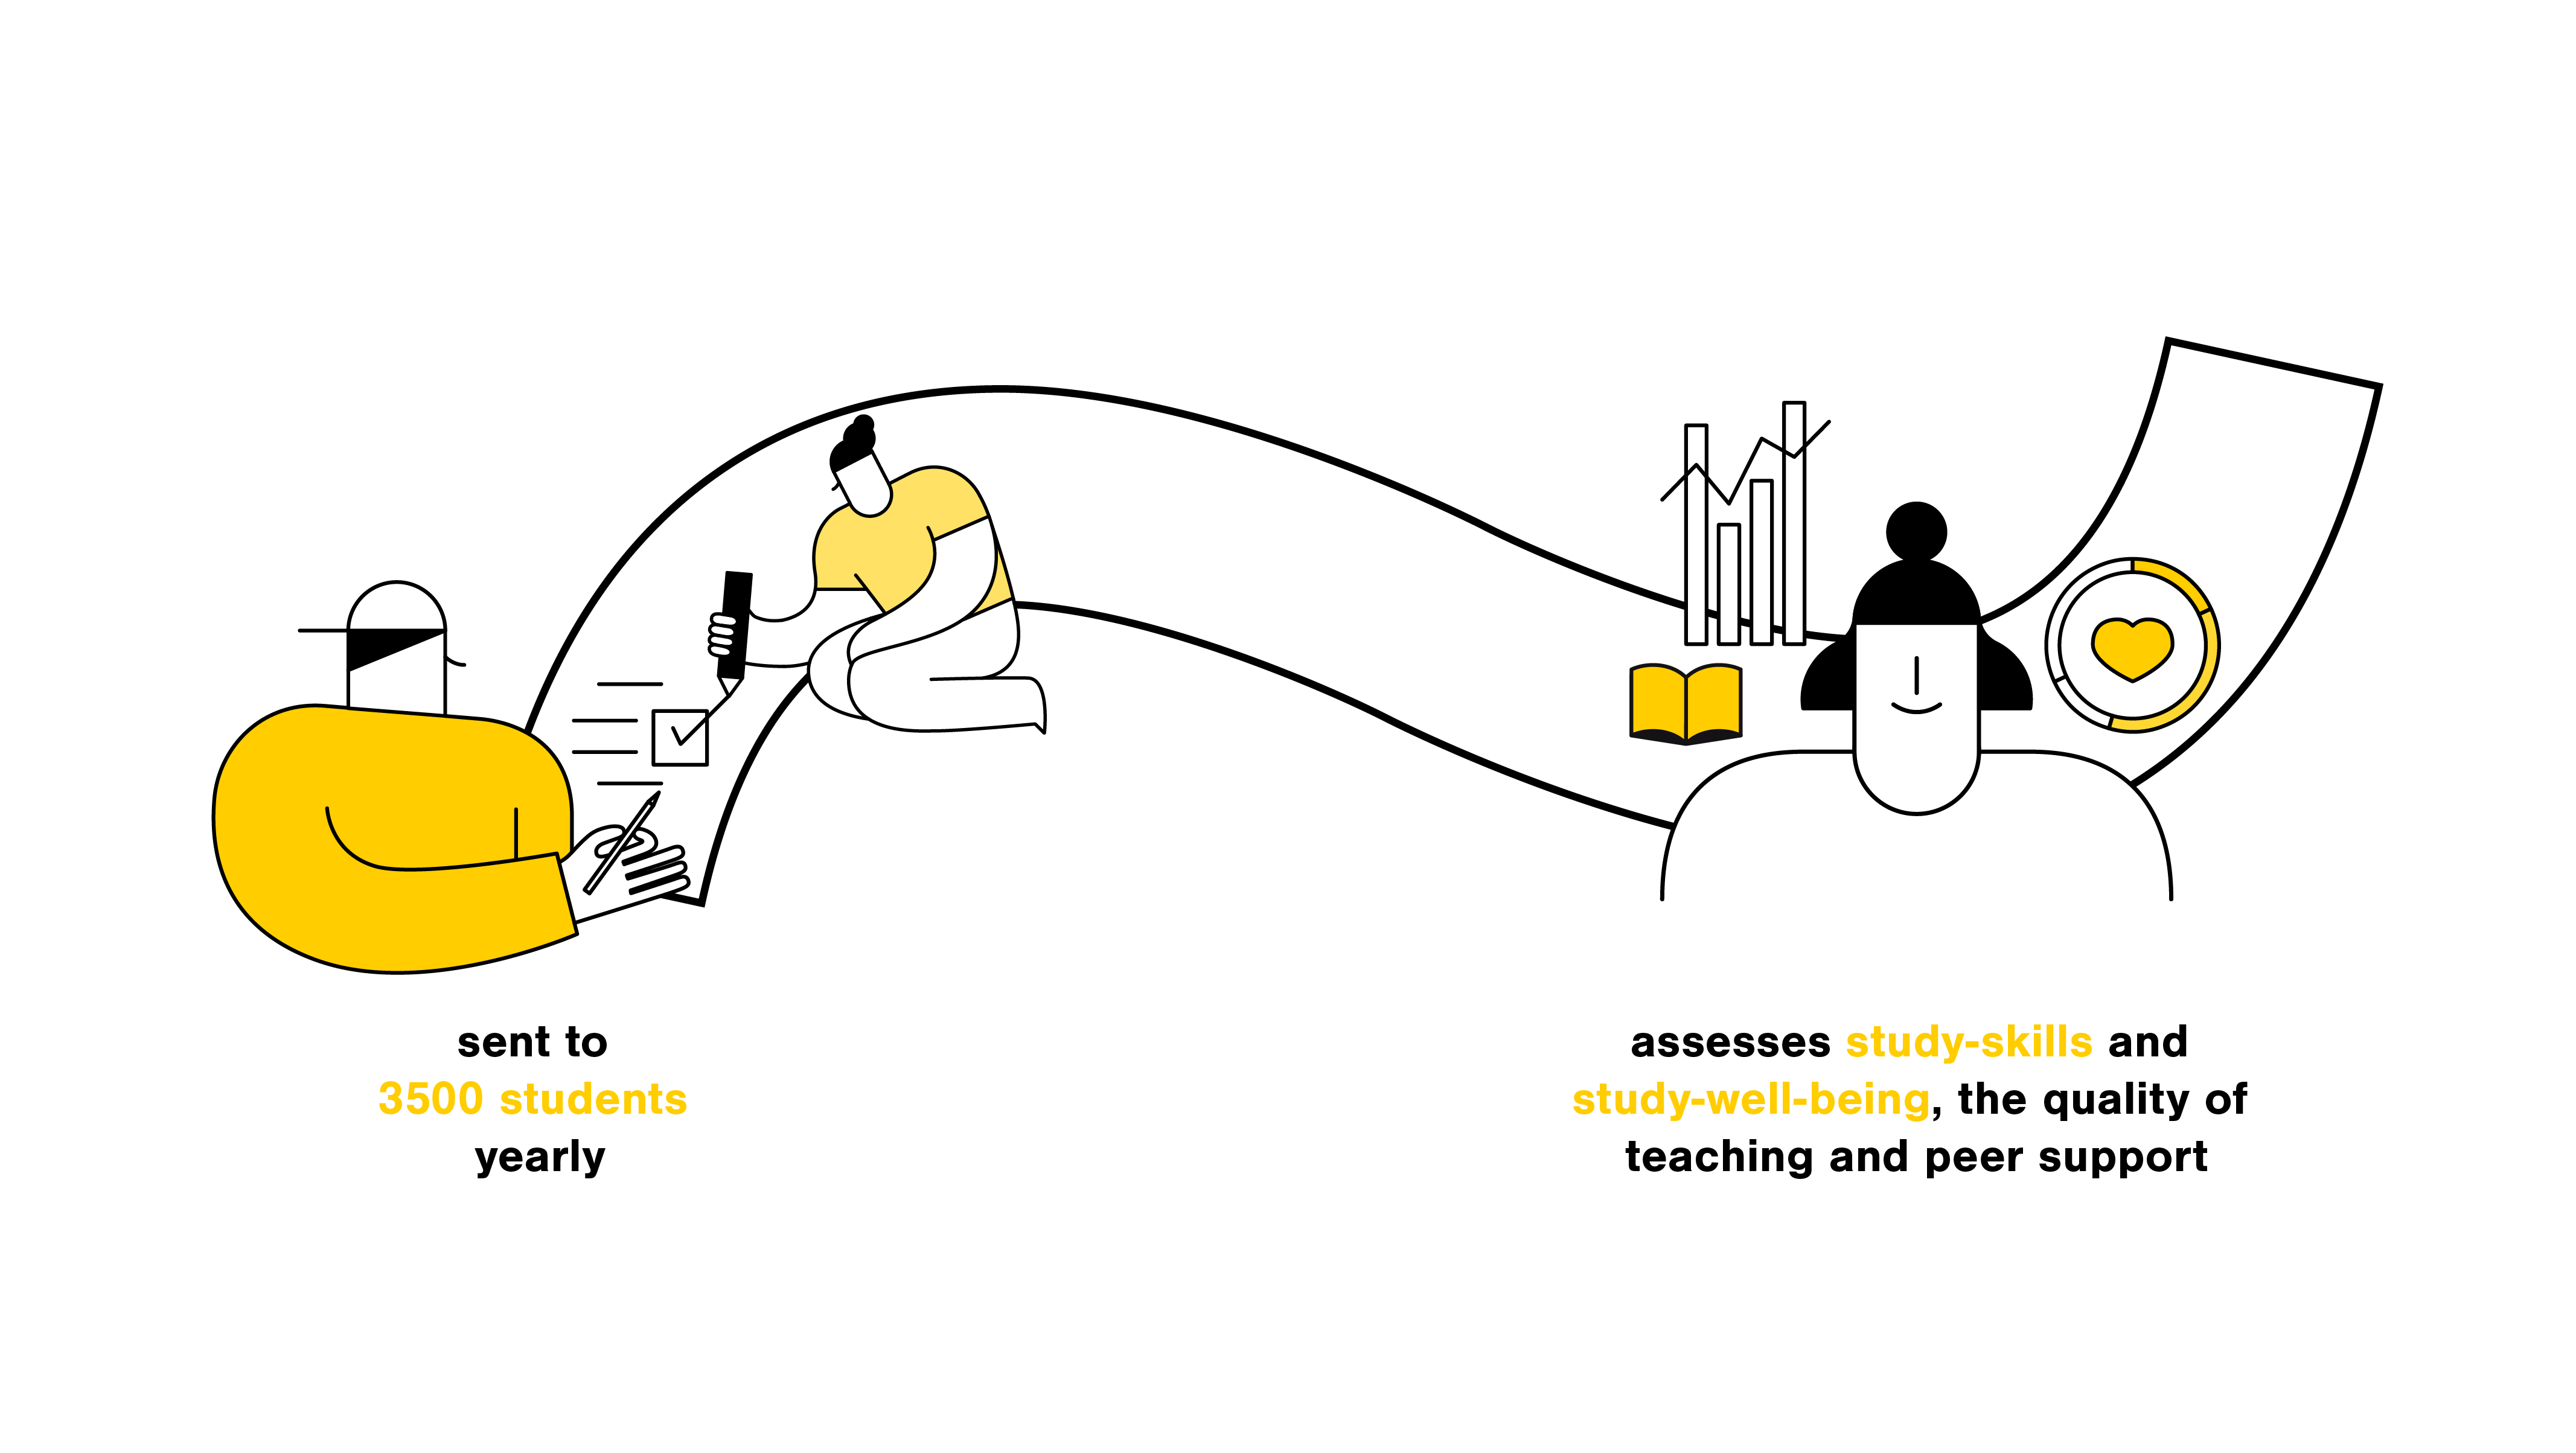 sent to
3500 students
yearly
assesses study-skills and
study-well-being, the quality of
teaching and peer support